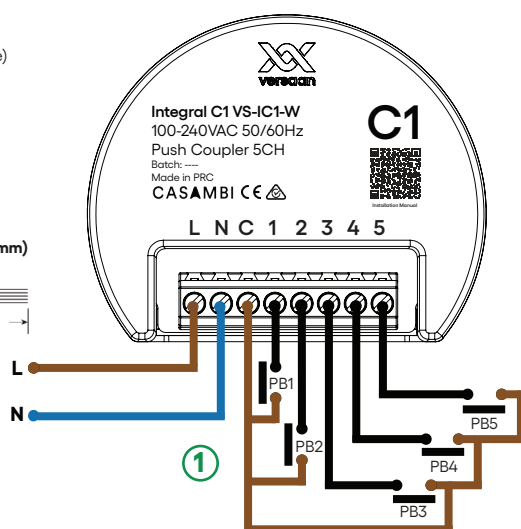 e)
versaan
Integral C1 VS-IC1-W
100-240VAC 50/60Hz
Push Coupler 5CH
Batch: ----
Made in PRC
CASAMBI CE
C1
Installation Manual
L N C 1 2 3 4 5
mm)
L
N
PB1
PB2
PB5
PB4
PB3
1